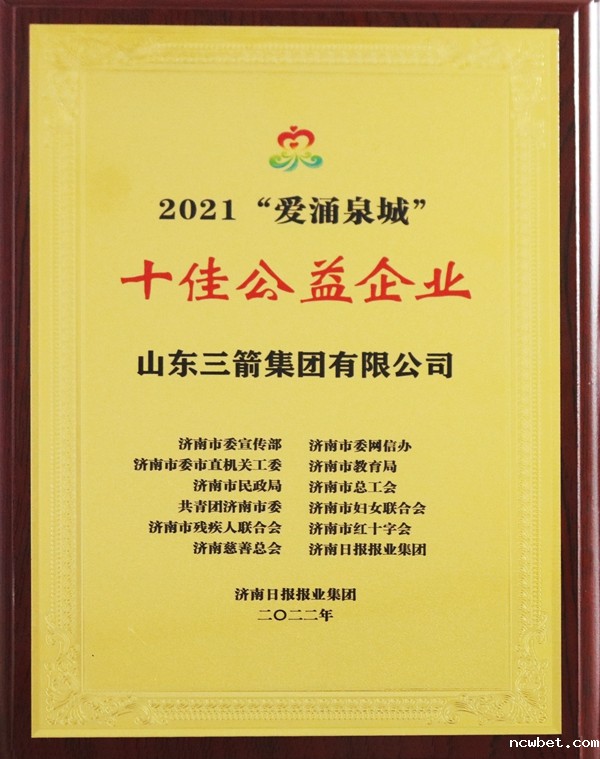 2021“爱涌泉城”
十佳公益企业
山东三箭集团有限公司
济南市委宣传部 济南市委网信办
济南市委市直机关工委 济南市教育局
济南市民政局 济南市总工会
共青团济南市委 济南市妇女联合会
济南市残疾人联合会 济南市红十字会
济南慈善总会 济南日报报业集团
济南日报报业集团
二〇二二年
ncwbet.com